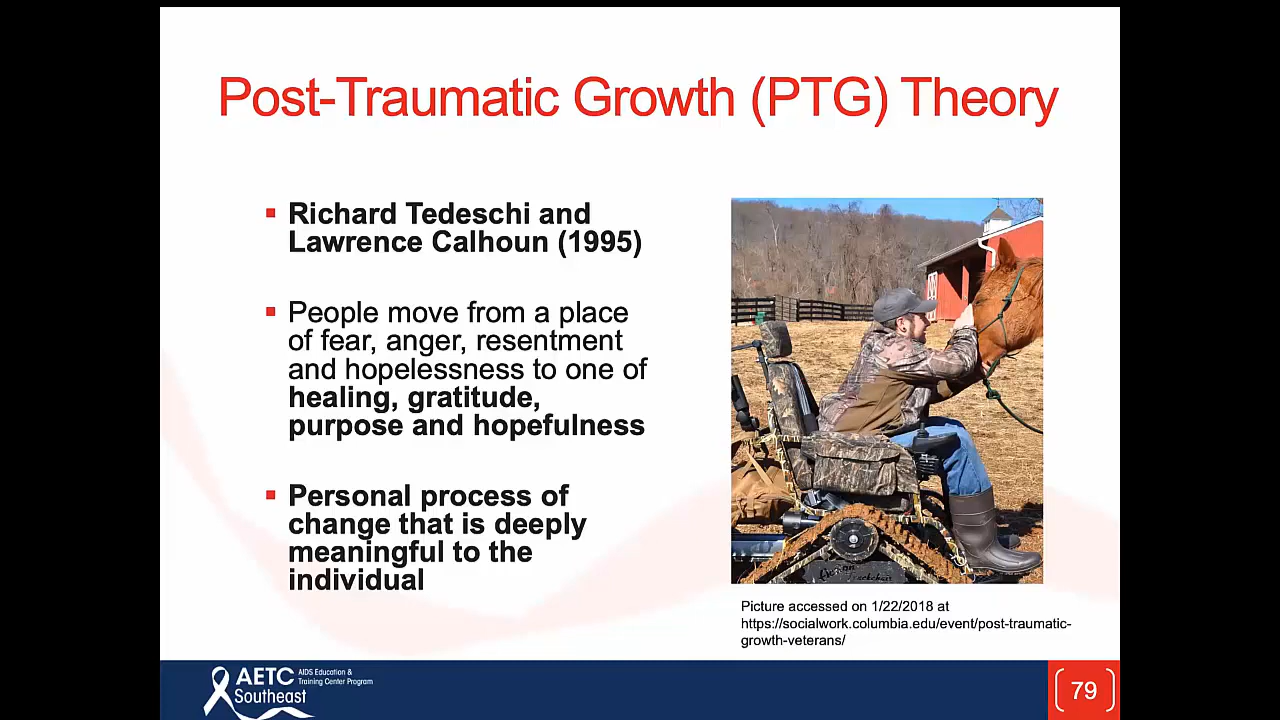 Post-Traumatic Growth (PTG) Theory
Richard Tedeschi and
Lawrence Calhoun (1995)
People move from a place
of fear, anger, resentment
and hopelessness to one of
healing, gratitude,
purpose and hopefulness
Personal process of
change that is deeply
meaningful to the
individual
Picture accessed on 1/22/2018 at
https://socialwork.columbia.edu/event/post-traumatic-
growth-veterans/
AETC
Southeast
AIDS Education &
Training Center Program
79